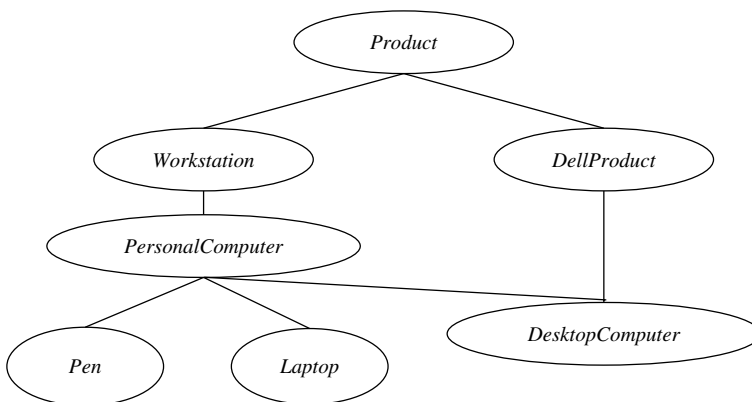 Product
Workstation
DellProduct
PersonalComputer
DesktopComputer
Pen
Laptop